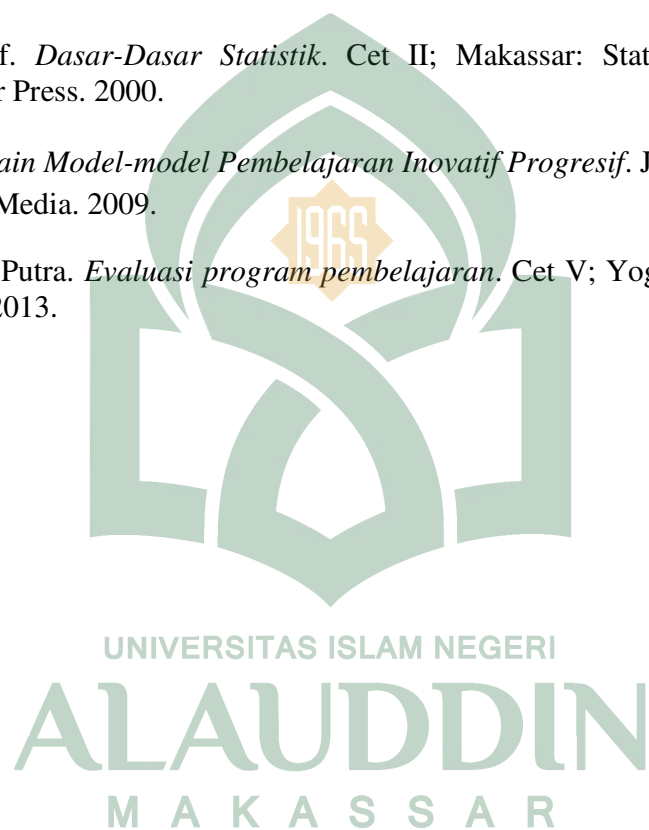 f. Dasar-Dasar Statistik. Cet II; Makassar: Stat
r Press. 2000.
ain Model-model Pembelajaran Inovatif Progresif. J
Media. 2009.
1965
Putra. Evaluasi program pembelajaran. Cet V; Yog
2013.
UNIVERSITAS ISLAM NEGERI
ALAUDDIN
MAKASSAR